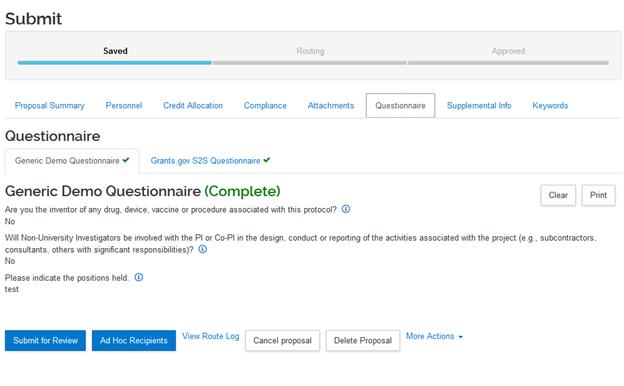 Submit
Saved
Routing
Approved
Proposal Summary
Personnel
Credit Allocation
Compliance
Attachments
Questionnaire
Supplemental Info
Keywords
Questionnaire
Generic Demo Questionnaire
Grants.gov S2S Questionnaire
Generic Demo Questionnaire (Complete)
Clear
Print
Are you the inventor of any drug, device, vaccine or procedure associated with this protocol?
No
Will Non-University Investigators be involved with the PI or Co-PI in the design, conduct or reporting of the activities associated with the project (e.g., subcontractors,
consultants, others with significant responsibilities)?
No
Please indicate the positions held.
test
Submit for Review
Ad Hoc Recipients
View Route Log
Cancel proposal
Delete Proposal
More Actions